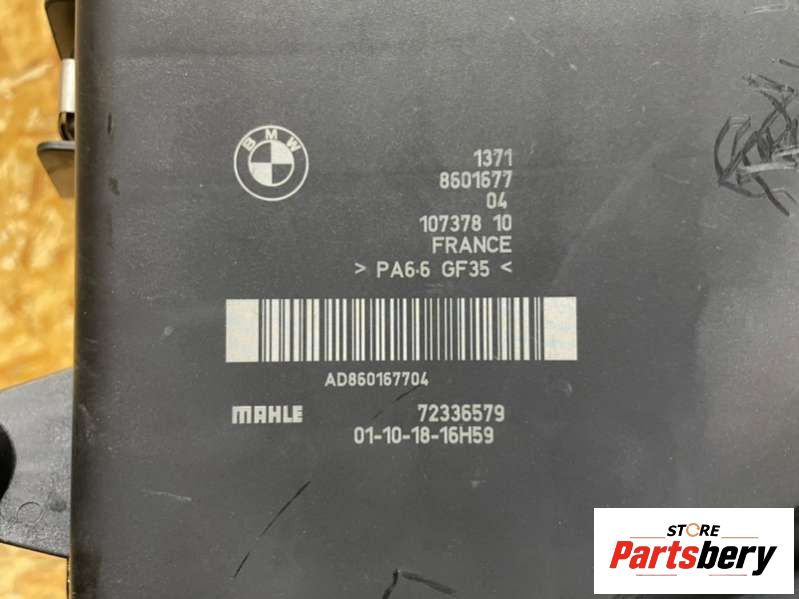 BMW
1371
8601677
04
107378 10
FRANCE
> PA6·6 GF35 <
AD860167704
MAHLE 72336579
01-10-18-16H59
STORE
Partsbery